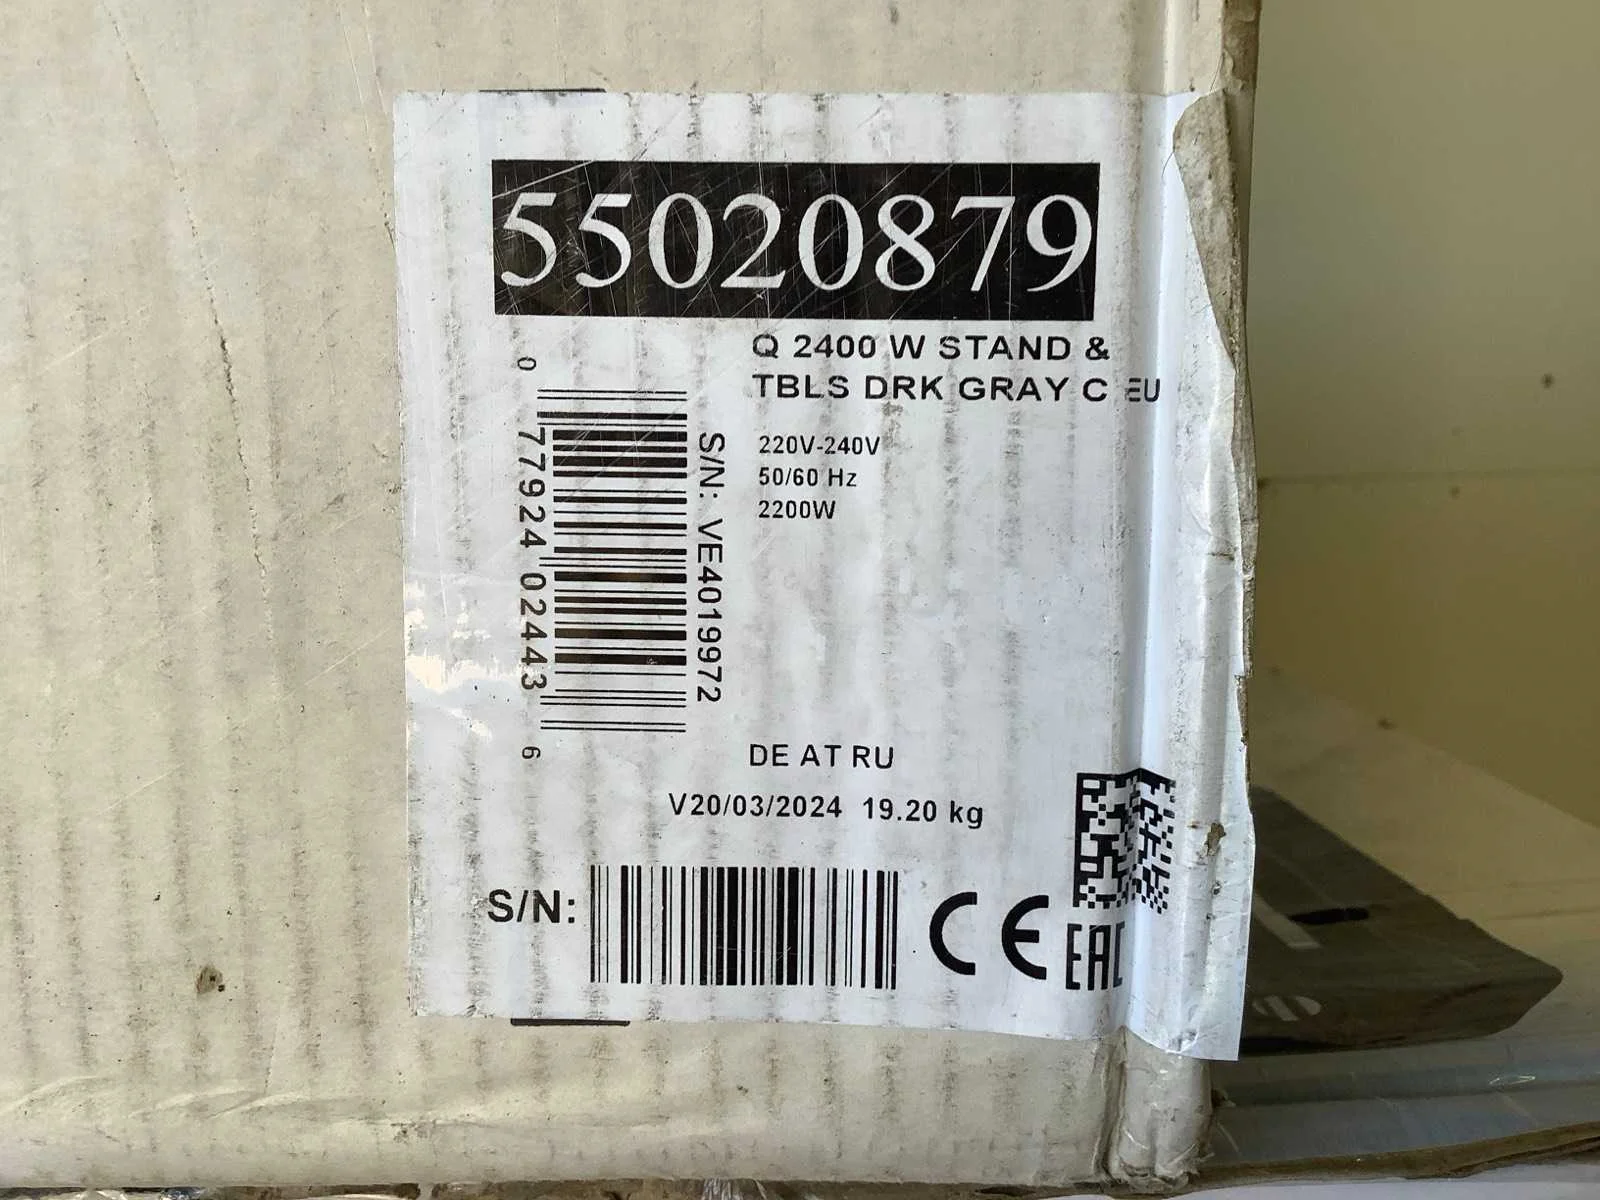 55020879
Q 2400 W STAND &
TBLS DRK GRAY C EU
220V-240V
50/60 Hz
2200W
0 77924 02443 6
S/N: VE4019972
DE AT RU
V20/03/2024 19.20 kg
S/N:
CE
EAC